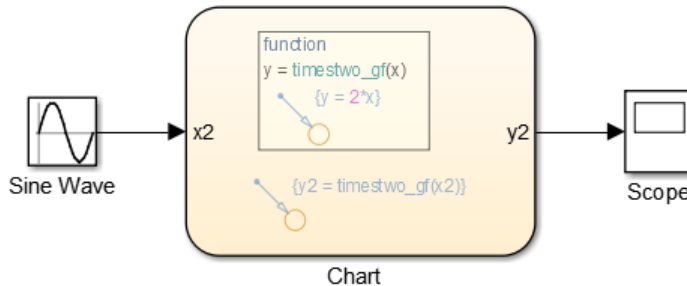 function
y = timestwo_gf(x)
{y = 2*x}
x2
y2
{y2 = timestwo_gf(x2)}
Sine Wave
Scope
Chart